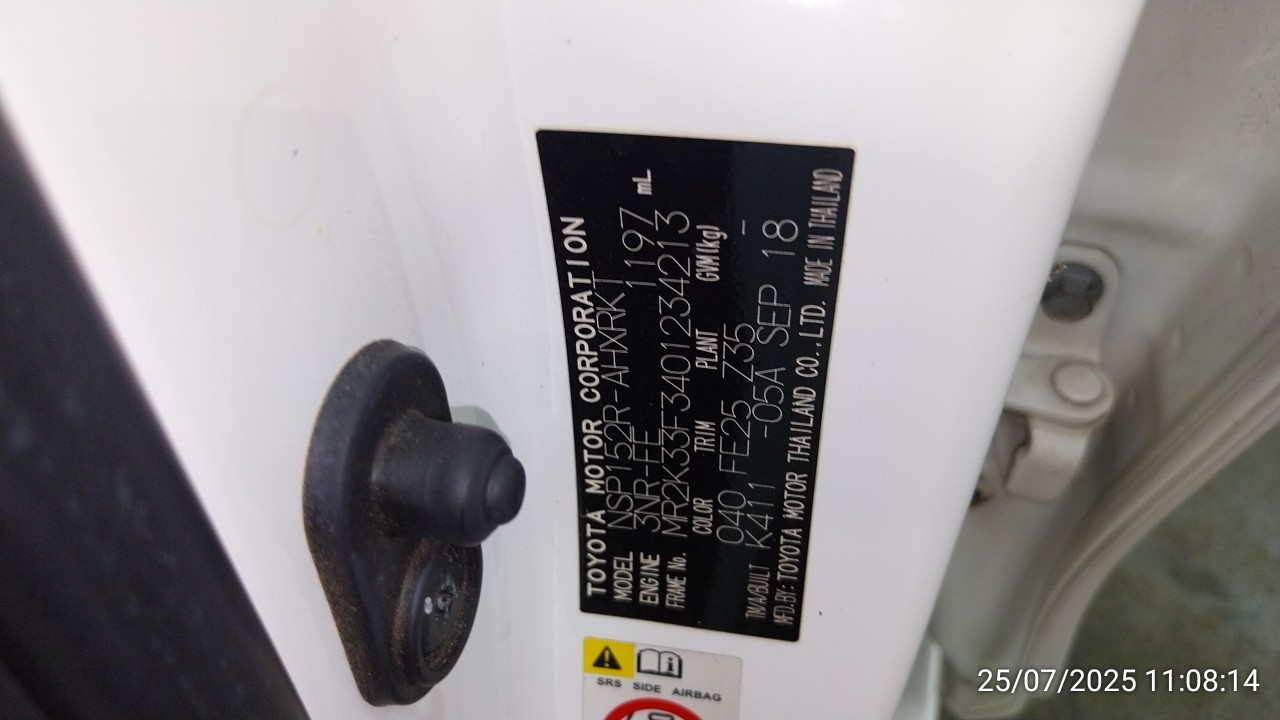 TOYOTA MOTOR CORPORATION
MODEL NSP152R-AHXRKT
ENGINE 3NR-FE 1197 mL
FRAME No. MR2K33F3401234213
COLOR TRIM PLANT GVM(kg)
040 FE25 Z35 -
T/M/A/BUILT K411 -05A SEP 18
MFD.BY:TOYOTA MOTOR THAILAND CO.,LTD. MADE IN THAILAND
SRS SIDE AIRBAG
25/07/2025 11:08:14